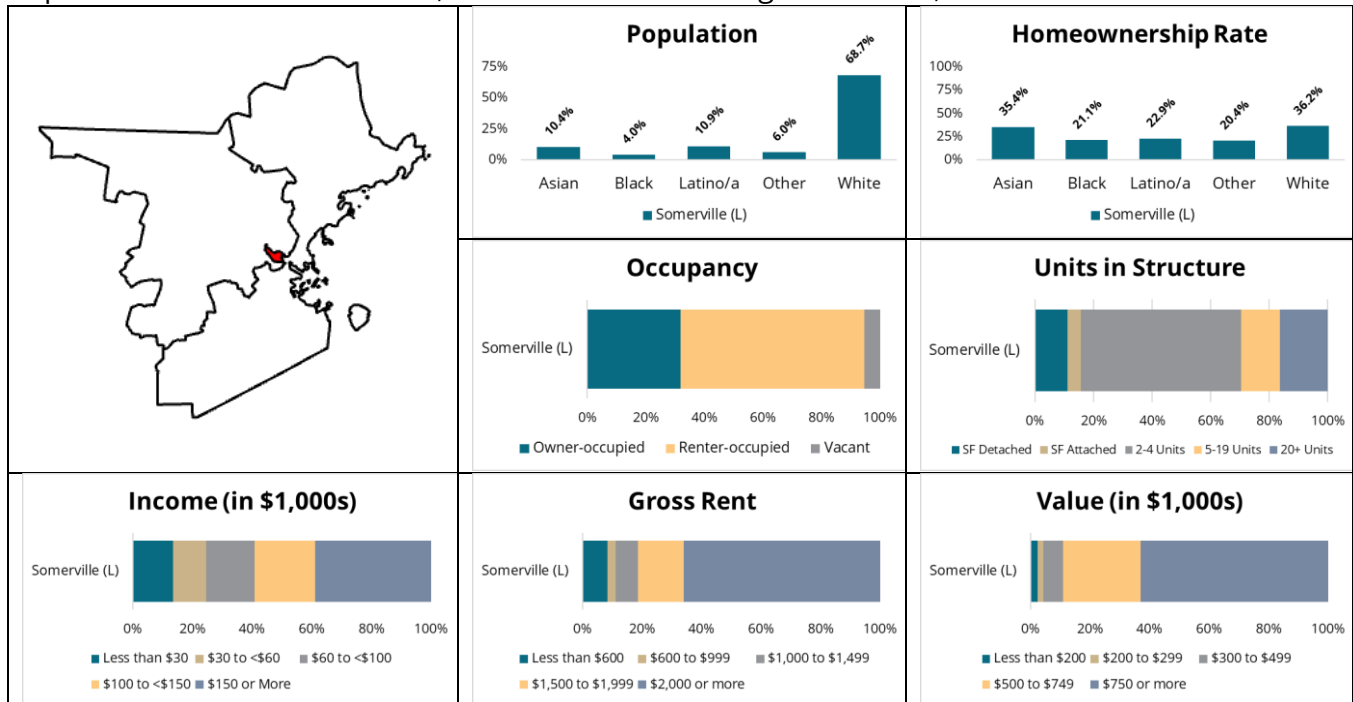 Population
75%
50%
25%
0%
10.4%
4.0%
10.9%
6.0%
68.7%
Asian Black Latino/a Other White
Somerville (L)
Homeownership Rate
100%
75%
50%
25%
0%
35.4%
21.1%
22.9%
20.4%
36.2%
Asian Black Latino/a Other White
Somerville (L)
Occupancy
Somerville (L)
0% 20% 40% 60% 80% 100%
Owner-occupied Renter-occupied Vacant
Units in Structure
Somerville (L)
0% 20% 40% 60% 80% 100%
SF Detached SF Attached 2-4 Units 5-19 Units 20+ Units
Income (in $1,000s)
Somerville (L)
0% 20% 40% 60% 80% 100%
Less than $30 $30 to <$60 $60 to <$100
$100 to <$150 $150 or More
Gross Rent
Somerville (L)
0% 20% 40% 60% 80% 100%
Less than $600 $600 to $999 $1,000 to $1,499
$1,500 to $1,999 $2,000 or more
Value (in $1,000s)
Somerville (L)
0% 20% 40% 60% 80% 100%
Less than $200 $200 to $299 $300 to $499
$500 to $749 $750 or more